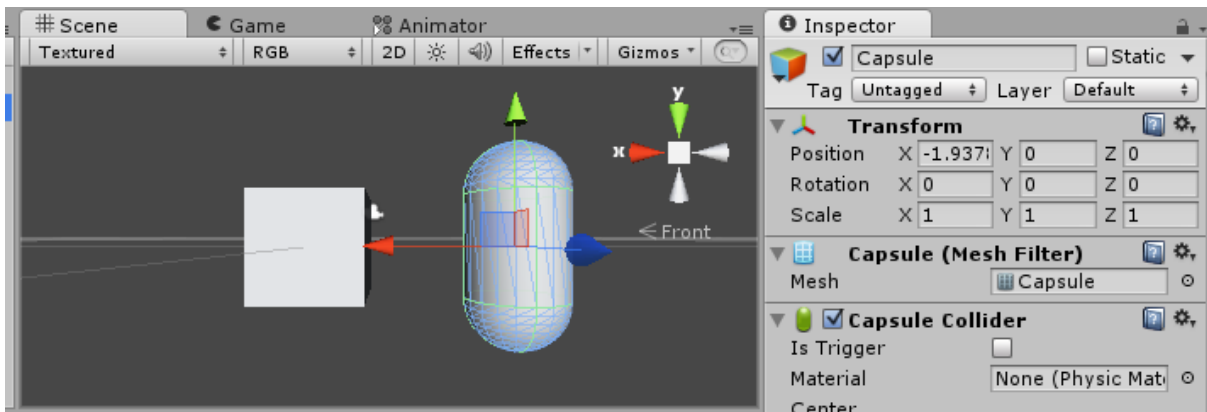 Scene Game Animator
Textured RGB 2D Effects Gizmos
y
x
Front
Inspector
Capsule Static
Tag Untagged Layer Default
Transform
Position X -1.937 Y 0 Z 0
Rotation X 0 Y 0 Z 0
Scale X 1 Y 1 Z 1
Capsule (Mesh Filter)
Mesh Capsule
Capsule Collider
Is Trigger
Material None (Physic Mat
Center